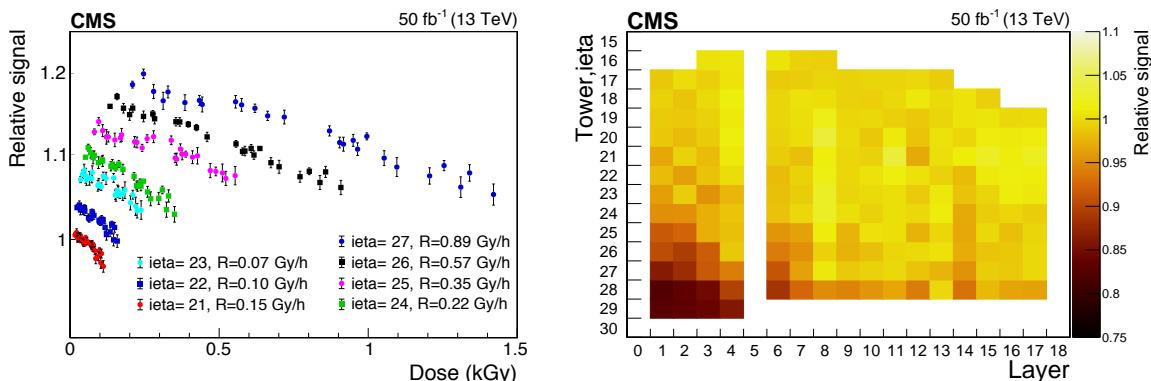 CMS 50 fb⁻¹ (13 TeV)
Relative signal
1.2
1.1
1
ieta= 27, R=0.89 Gy/h
ieta= 23, R=0.07 Gy/h ieta= 26, R=0.57 Gy/h
ieta= 22, R=0.10 Gy/h ieta= 25, R=0.35 Gy/h
ieta= 21, R=0.15 Gy/h ieta= 24, R=0.22 Gy/h
0 0.5 1 1.5
Dose (kGy)
CMS 50 fb⁻¹ (13 TeV)
Tower,ieta
15
16
17
18
19
20
21
22
23
24
25
26
27
28
29
30
0 1 2 3 4 5 6 7 8 9 10 11 12 13 14 15 16 17 18
Layer
1.1
1.05
1
0.95
0.9
0.85
0.8
0.75
Relative signal